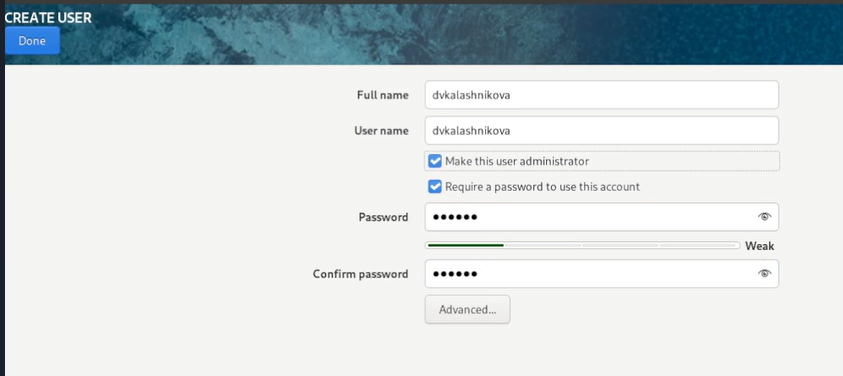 CREATE USER
Done
Full name dvkalashnikova
User name dvkalashnikova
Make this user administrator
Require a password to use this account
Password ••••••
Weak
Confirm password ••••••
Advanced...